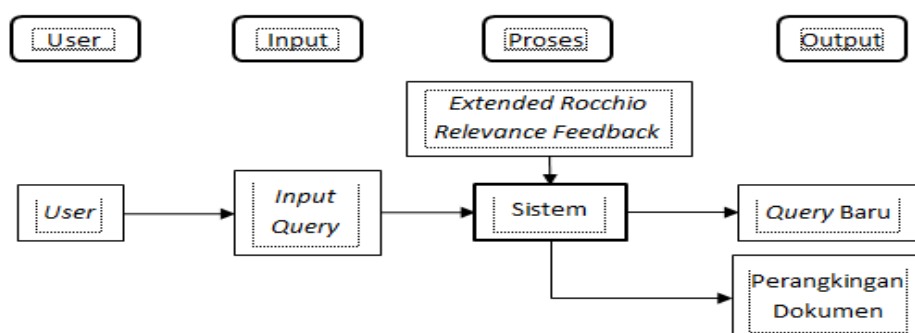 User
Input
Proses
Output
Extended Rocchio
Relevance Feedback
User
Input
Query
Sistem
Query Baru
Perangkingan
Dokumen